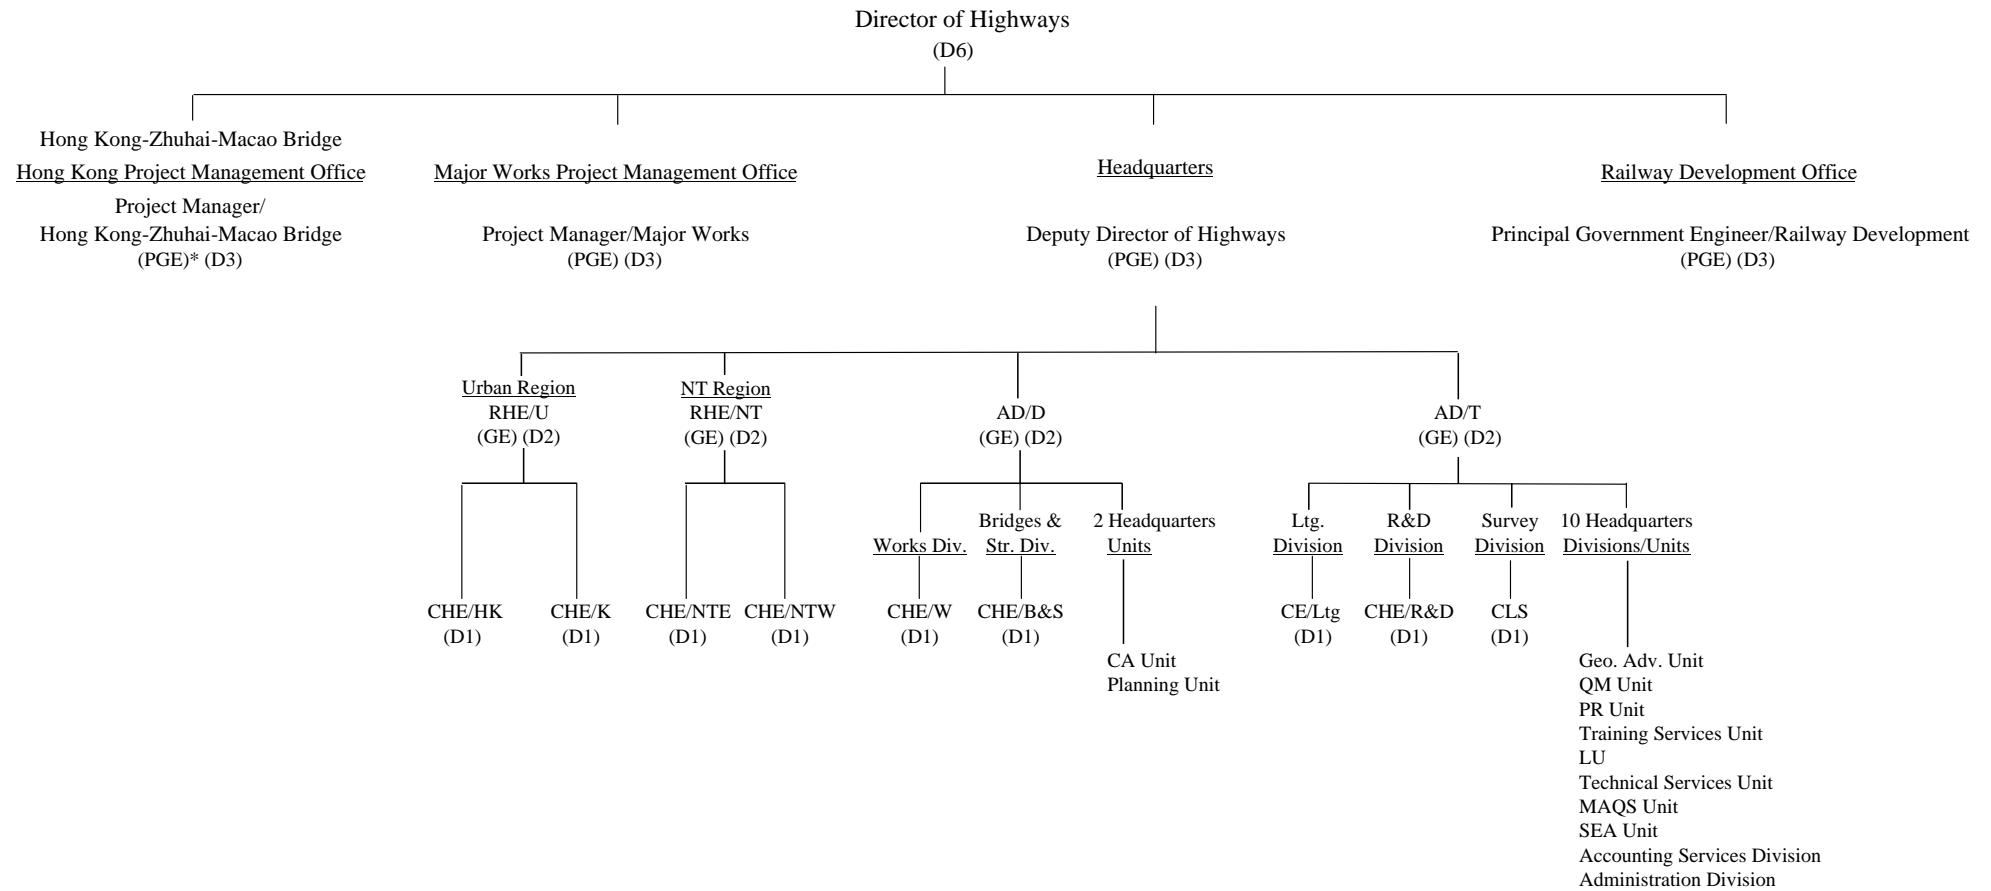 Director of Highways
(D6)
Hong Kong-Zhuhai-Macao Bridge
Hong Kong Project Management Office
Project Manager/
Hong Kong-Zhuhai-Macao Bridge
(PGE)* (D3)
Major Works Project Management Office
Project Manager/Major Works
(PGE) (D3)
Headquarters
Deputy Director of Highways
(PGE) (D3)
Railway Development Office
Principal Government Engineer/Railway Development
(PGE) (D3)
Urban Region
RHE/U
(GE) (D2)
NT Region
RHE/NT
(GE) (D2)
AD/D
(GE) (D2)
AD/T
(GE) (D2)
CHE/HK
(D1)
CHE/K
(D1)
CHE/NTE
(D1)
CHE/NTW
(D1)
Works Div.
CHE/W
(D1)
Bridges &
Str. Div.
CHE/B&S
(D1)
2 Headquarters
Units
CA Unit
Planning Unit
Ltg.
Division
CE/Ltg
(D1)
R&D
Division
CHE/R&D
(D1)
Survey
Division
CLS
(D1)
10 Headquarters
Divisions/Units
Geo. Adv. Unit
QM Unit
PR Unit
Training Services Unit
LU
Technical Services Unit
MAQS Unit
SEA Unit
Accounting Services Division
Administration Division